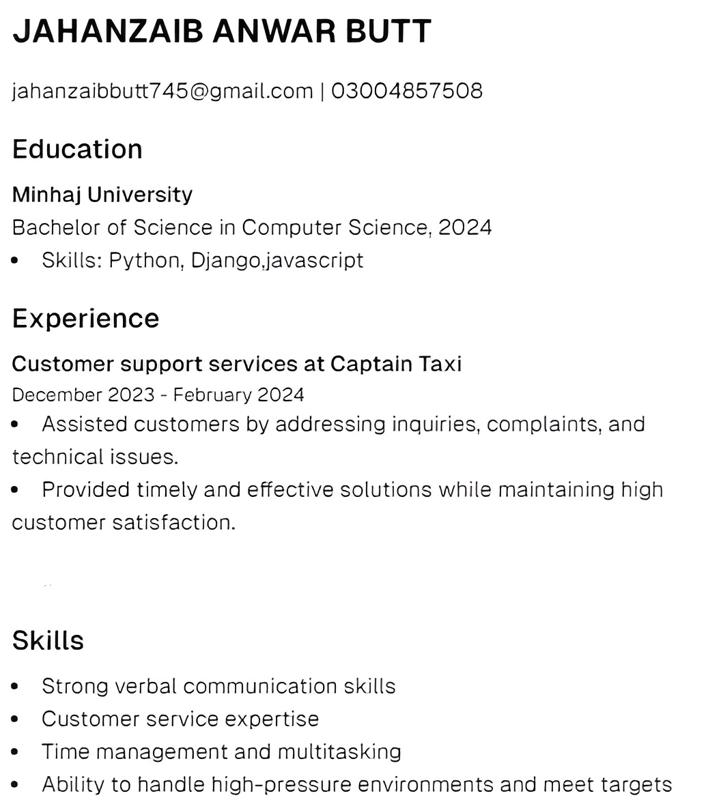 JAHANZAIB ANWAR BUTT
jahanzaibbutt745@gmail.com | 03004857508
Education
Minhaj University
Bachelor of Science in Computer Science, 2024
• Skills: Python, Django,javascript
Experience
Customer support services at Captain Taxi
December 2023 - February 2024
• Assisted customers by addressing inquiries, complaints, and
technical issues.
• Provided timely and effective solutions while maintaining high
customer satisfaction.
Skills
• Strong verbal communication skills
• Customer service expertise
• Time management and multitasking
• Ability to handle high-pressure environments and meet targets